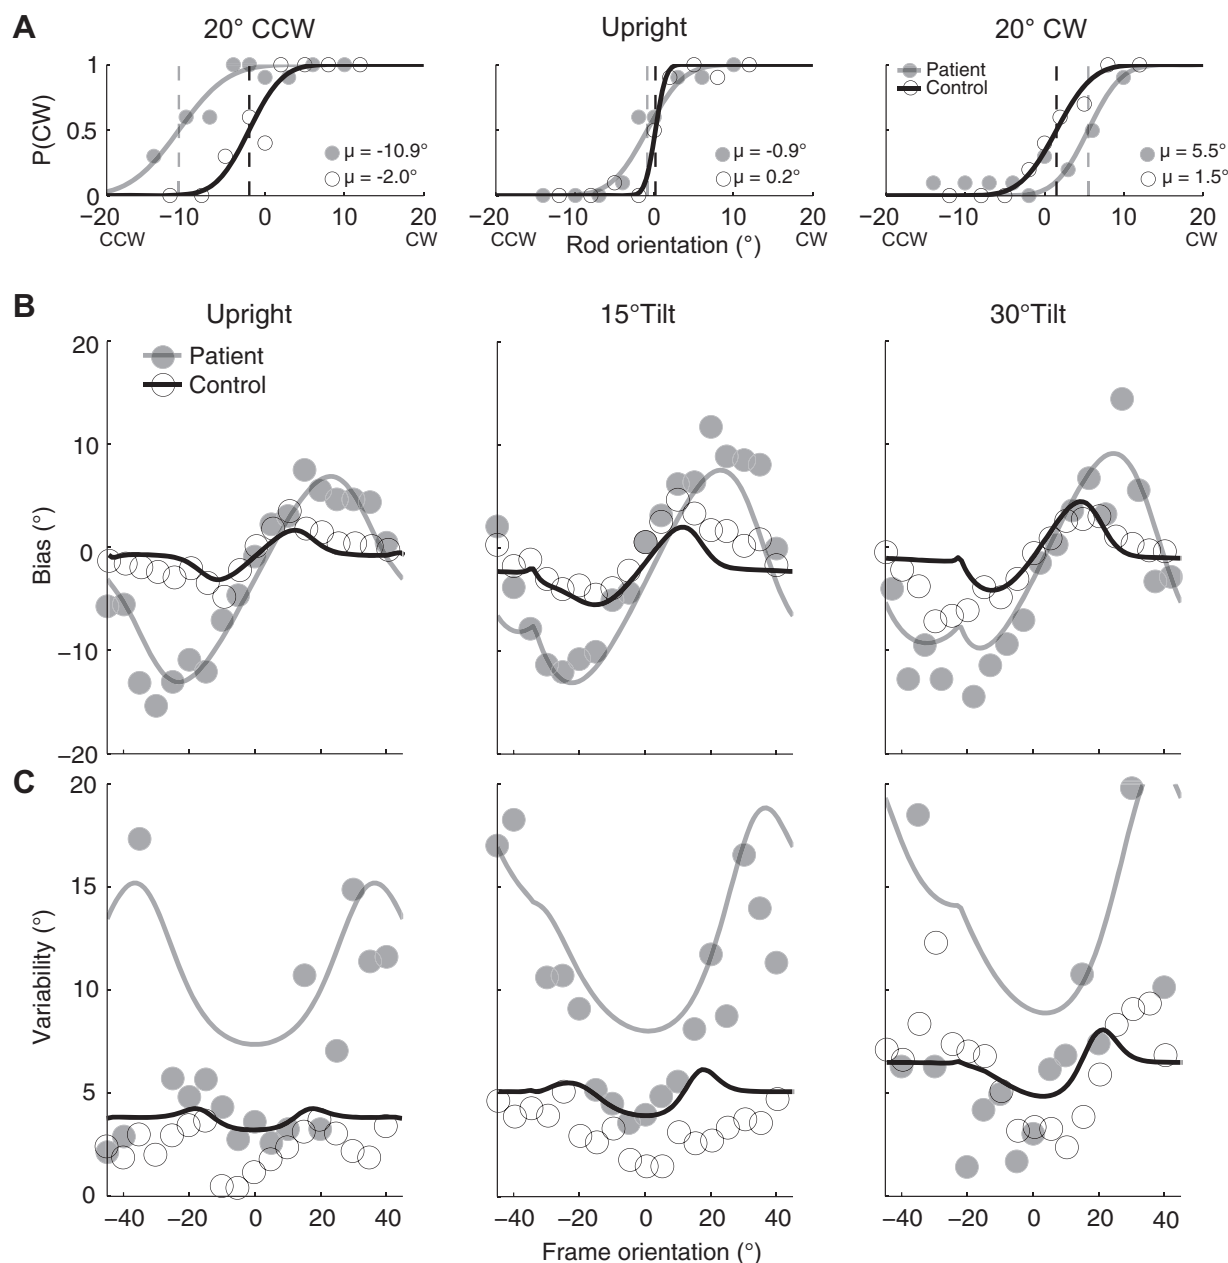 A
20° CCW
Upright
20° CW
P(CW)
1
0.5
0
μ = -10.9°
μ = -2.0°
μ = -0.9°
μ = 0.2°
Patient
Control
μ = 5.5°
μ = 1.5°
−20 −10 0 10 20
CCW CW
−20 −10 0 10 20
CCW CW
−20 −10 0 10 20
CCW CW
Rod orientation (°)
B
Upright
15°Tilt
30°Tilt
Patient
Control
Bias (°)
20
10
0
−10
−20
C
Variability (°)
20
15
10
5
0
−40 −20 0 20 40
−40 −20 0 20 40
−40 −20 0 20 40
Frame orientation (°)